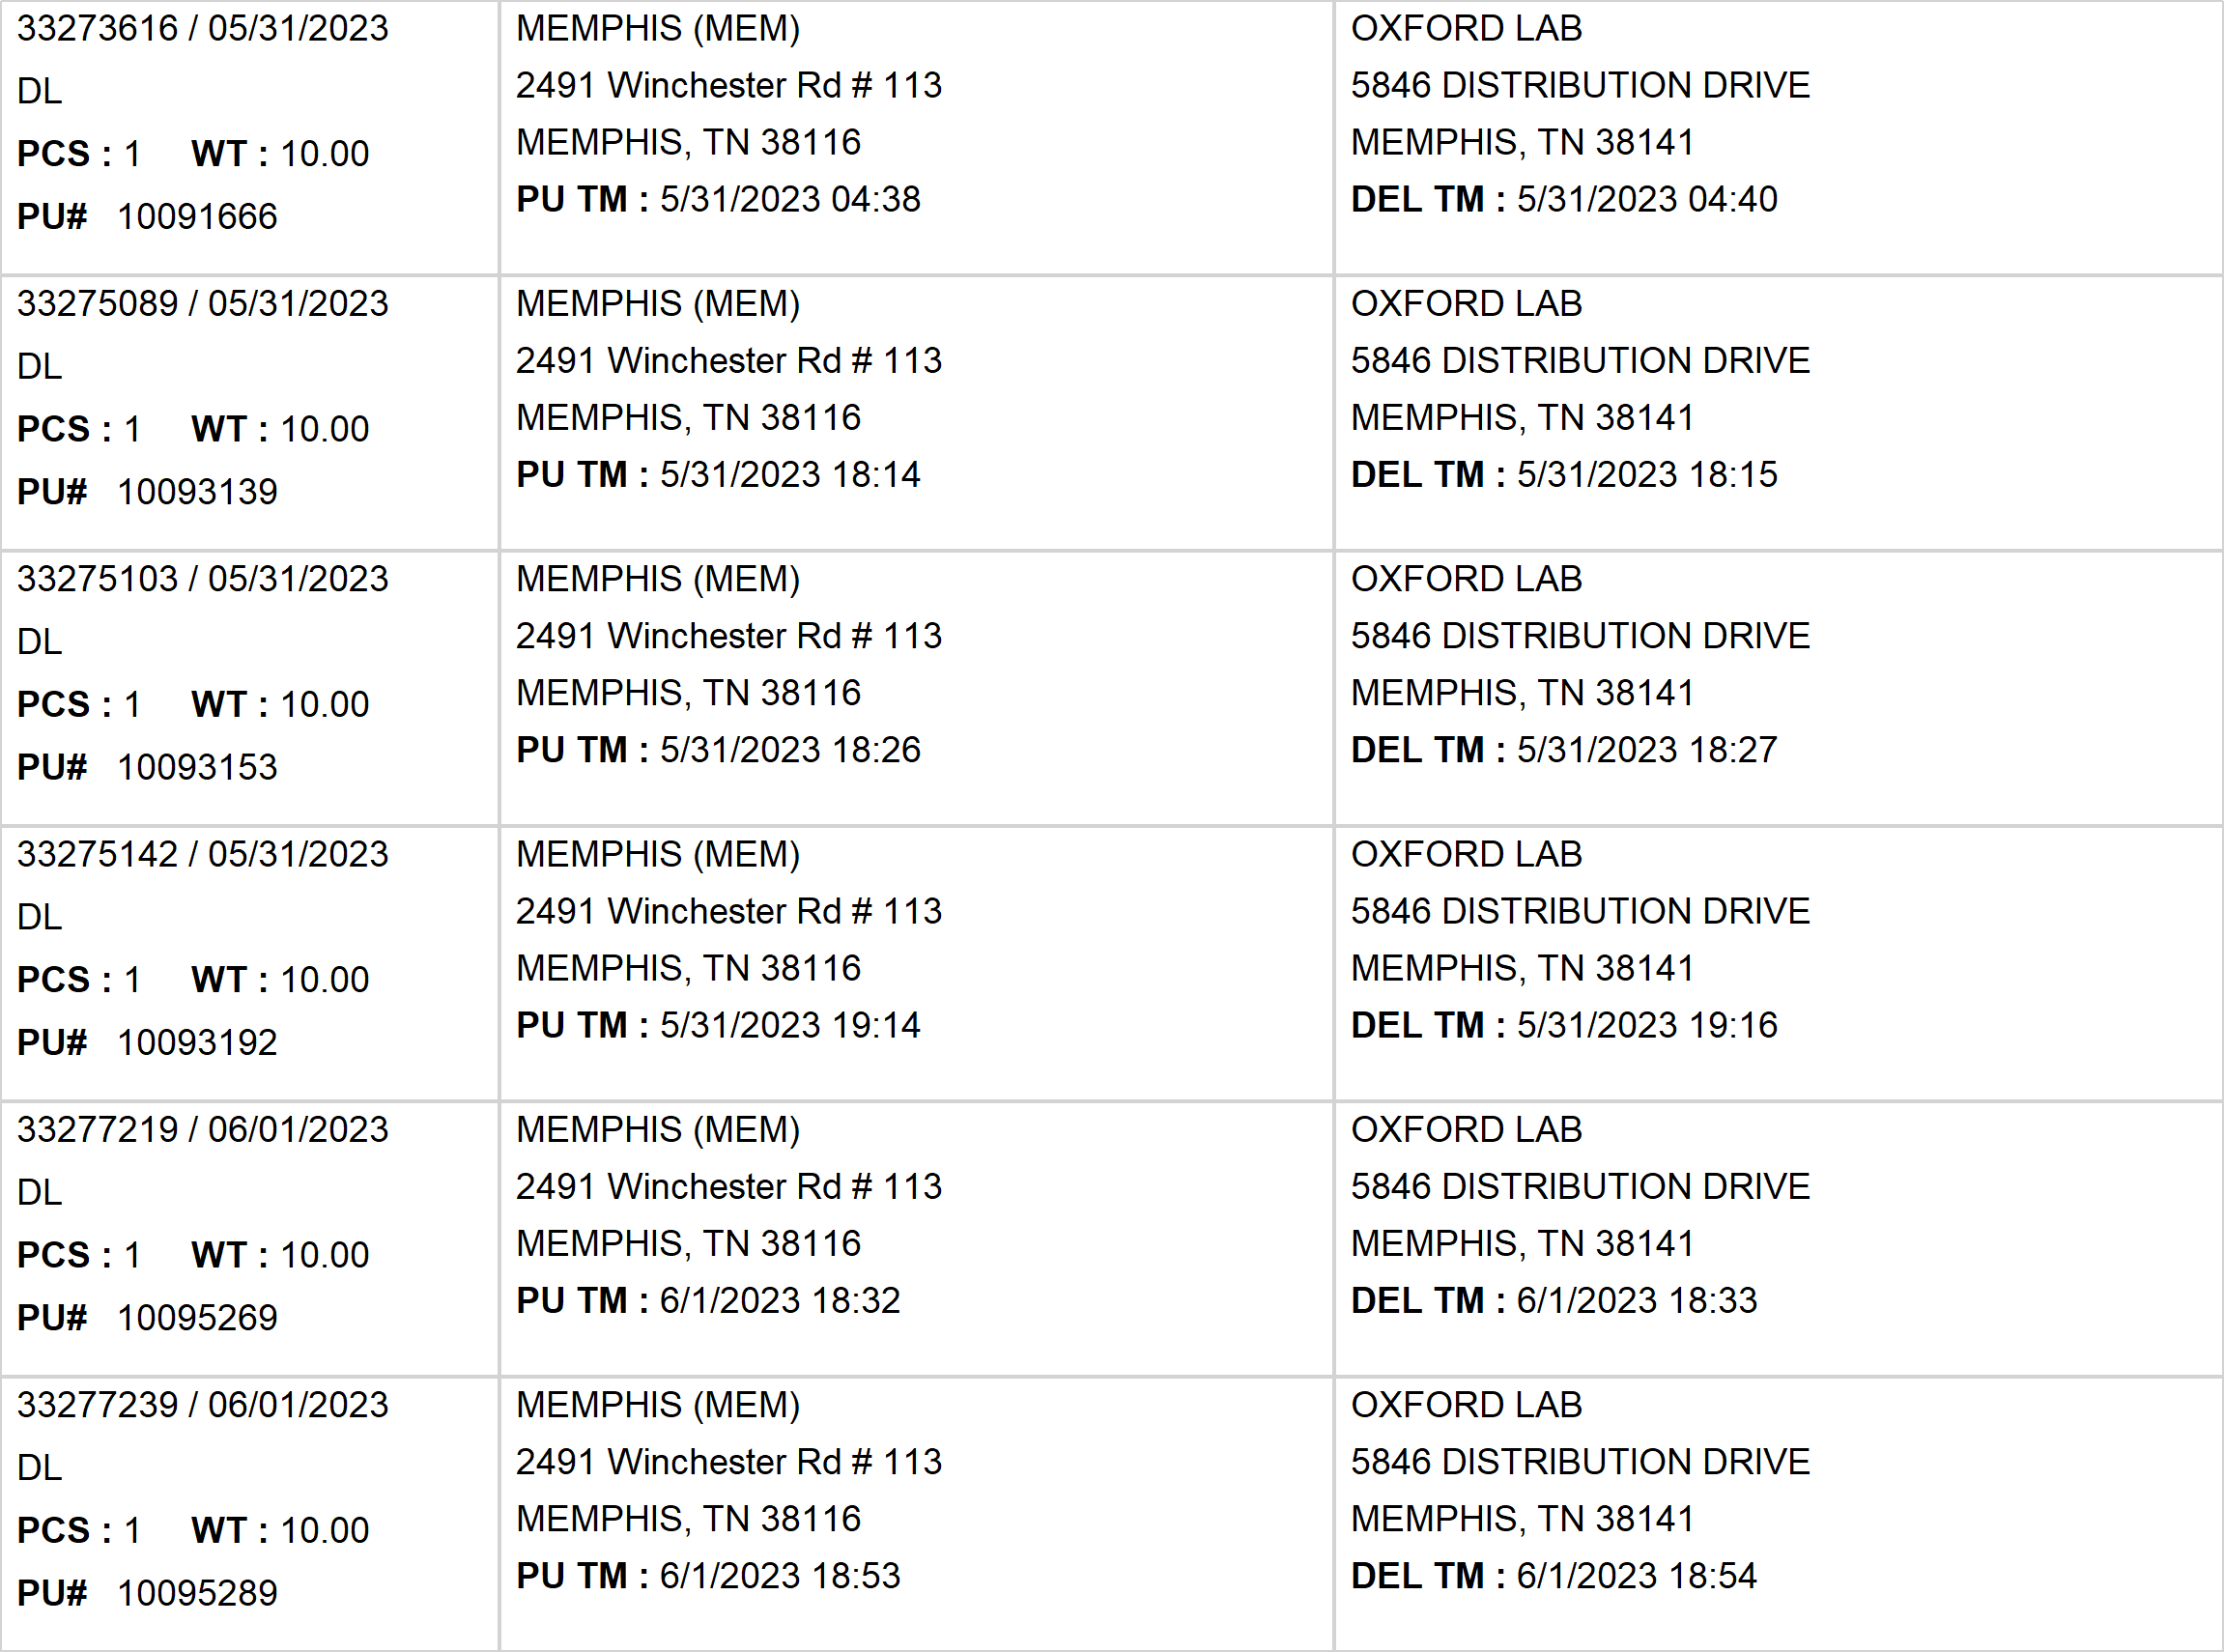 33273616 / 05/31/2023
DL
PCS : 1 WT : 10.00
PU# 10091666
MEMPHIS (MEM)
2491 Winchester Rd # 113
MEMPHIS, TN 38116
PU TM : 5/31/2023 04:38
OXFORD LAB
5846 DISTRIBUTION DRIVE
MEMPHIS, TN 38141
DEL TM : 5/31/2023 04:40
33275089 / 05/31/2023
DL
PCS : 1 WT : 10.00
PU# 10093139
MEMPHIS (MEM)
2491 Winchester Rd # 113
MEMPHIS, TN 38116
PU TM : 5/31/2023 18:14
OXFORD LAB
5846 DISTRIBUTION DRIVE
MEMPHIS, TN 38141
DEL TM : 5/31/2023 18:15
33275103 / 05/31/2023
DL
PCS : 1 WT : 10.00
PU# 10093153
MEMPHIS (MEM)
2491 Winchester Rd # 113
MEMPHIS, TN 38116
PU TM : 5/31/2023 18:26
OXFORD LAB
5846 DISTRIBUTION DRIVE
MEMPHIS, TN 38141
DEL TM : 5/31/2023 18:27
33275142 / 05/31/2023
DL
PCS : 1 WT : 10.00
PU# 10093192
MEMPHIS (MEM)
2491 Winchester Rd # 113
MEMPHIS, TN 38116
PU TM : 5/31/2023 19:14
OXFORD LAB
5846 DISTRIBUTION DRIVE
MEMPHIS, TN 38141
DEL TM : 5/31/2023 19:16
33277219 / 06/01/2023
DL
PCS : 1 WT : 10.00
PU# 10095269
MEMPHIS (MEM)
2491 Winchester Rd # 113
MEMPHIS, TN 38116
PU TM : 6/1/2023 18:32
OXFORD LAB
5846 DISTRIBUTION DRIVE
MEMPHIS, TN 38141
DEL TM : 6/1/2023 18:33
33277239 / 06/01/2023
DL
PCS : 1 WT : 10.00
PU# 10095289
MEMPHIS (MEM)
2491 Winchester Rd # 113
MEMPHIS, TN 38116
PU TM : 6/1/2023 18:53
OXFORD LAB
5846 DISTRIBUTION DRIVE
MEMPHIS, TN 38141
DEL TM : 6/1/2023 18:54